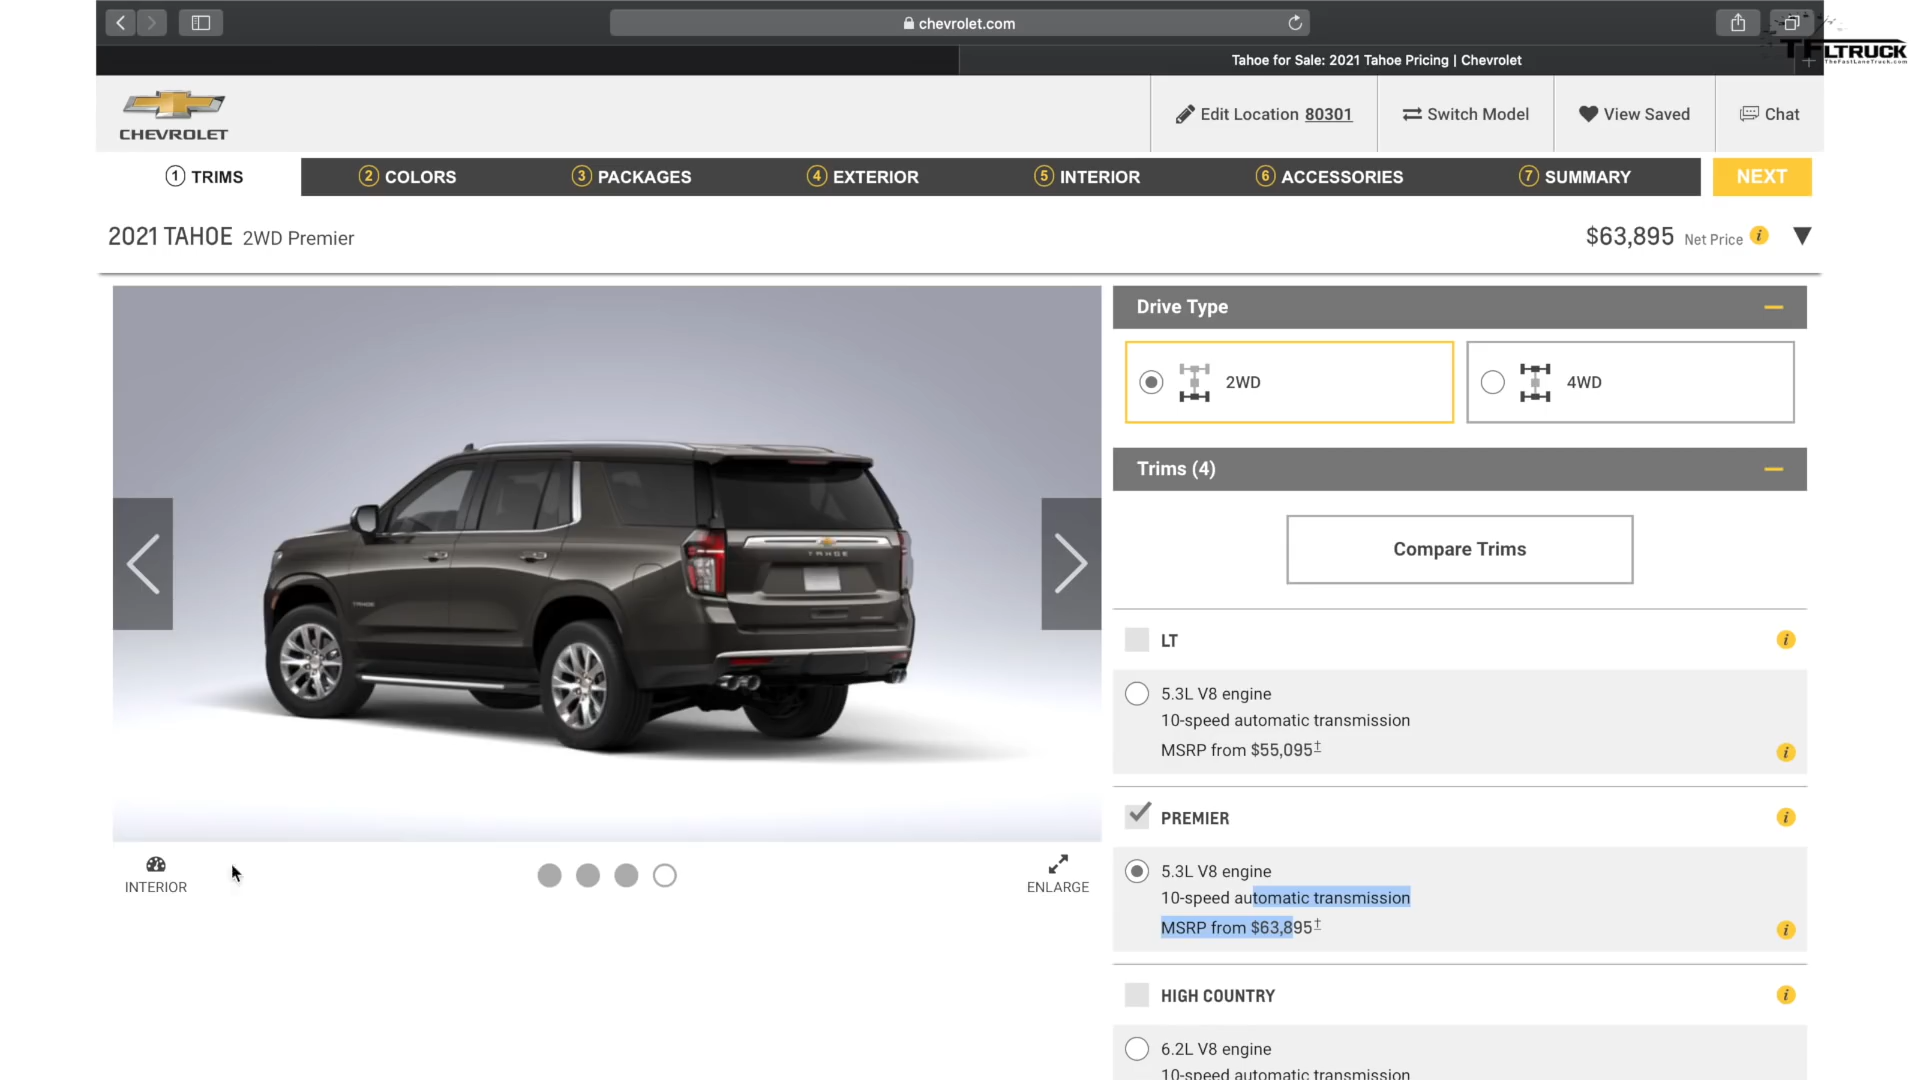 chevrolet.com
Tahoe for Sale: 2021 Tahoe Pricing | Chevrolet
TFLTRUCK
TheFastLaneTruck.com
CHEVROLET
Edit Location 80301
Switch Model
View Saved
Chat
1 TRIMS
2 COLORS
3 PACKAGES
4 EXTERIOR
5 INTERIOR
6 ACCESSORIES
7 SUMMARY
NEXT
2021 TAHOE 2WD Premier
$63,895 Net Price i
Drive Type
2WD
4WD
Trims (4)
Compare Trims
TAHOE
TAHOE
LT
5.3L V8 engine
10-speed automatic transmission
MSRP from $55,095†
PREMIER
5.3L V8 engine
10-speed automatic transmission
MSRP from $63,895†
HIGH COUNTRY
6.2L V8 engine
10-speed automatic transmission
INTERIOR
ENLARGE